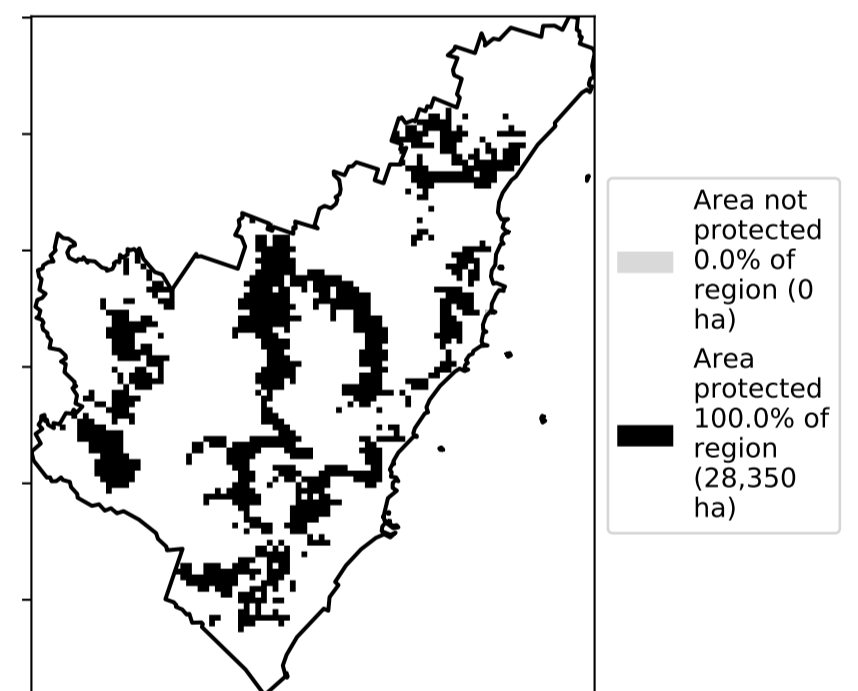 Area not
protected
0.0% of
region (0
ha)
Area
protected
100.0% of
region
(28,350
ha)